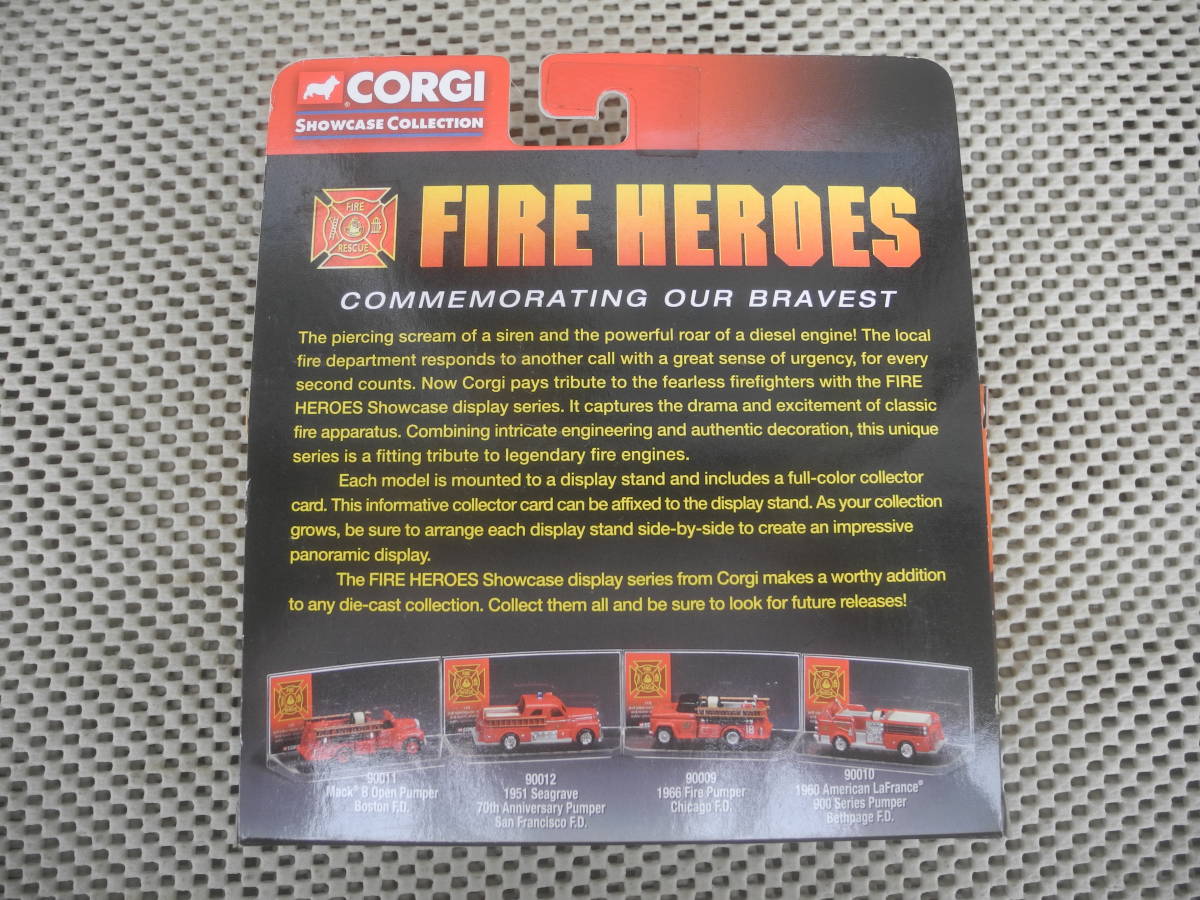 CORGI
SHOWCASE COLLECTION
FIRE
RESCUE
FIRE HEROES
COMMEMORATING OUR BRAVEST
The piercing scream of a siren and the powerful roar of a diesel engine! The local
fire department responds to another call with a great sense of urgency, for every
second counts. Now Corgi pays tribute to the fearless firefighters with the FIRE
HEROES Showcase display series. It captures the drama and excitement of classic
fire apparatus. Combining intricate engineering and authentic decoration, this unique
series is a fitting tribute to legendary fire engines.
Each model is mounted to a display stand and includes a full-color collector
card. This informative collector card can be affixed to the display stand. As your collection
grows, be sure to arrange each display stand side-by-side to create an impressive
panoramic display.
The FIRE HEROES Showcase display series from Corgi makes a worthy addition
to any die-cast collection. Collect them all and be sure to look for future releases!
90011
Mack® B Open Pumper
Boston F.D.
90012
1951 Seagrave
70th Anniversary Pumper
San Francisco F.D.
18
90009
1966 Fire Pumper
Chicago F.D.
90010
1960 American LaFrance®
900 Series Pumper
Bethpage F.D.